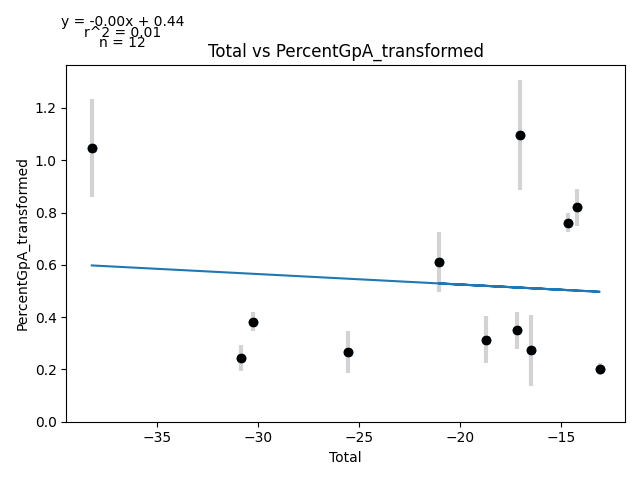 y = -0.00x + 0.44
r^2 = 0.01
n = 12
Total vs PercentGpA_transformed
PercentGpA_transformed
1.2
1.0
0.8
0.6
0.4
0.2
0.0
−35 −30 −25 −20 −15
Total